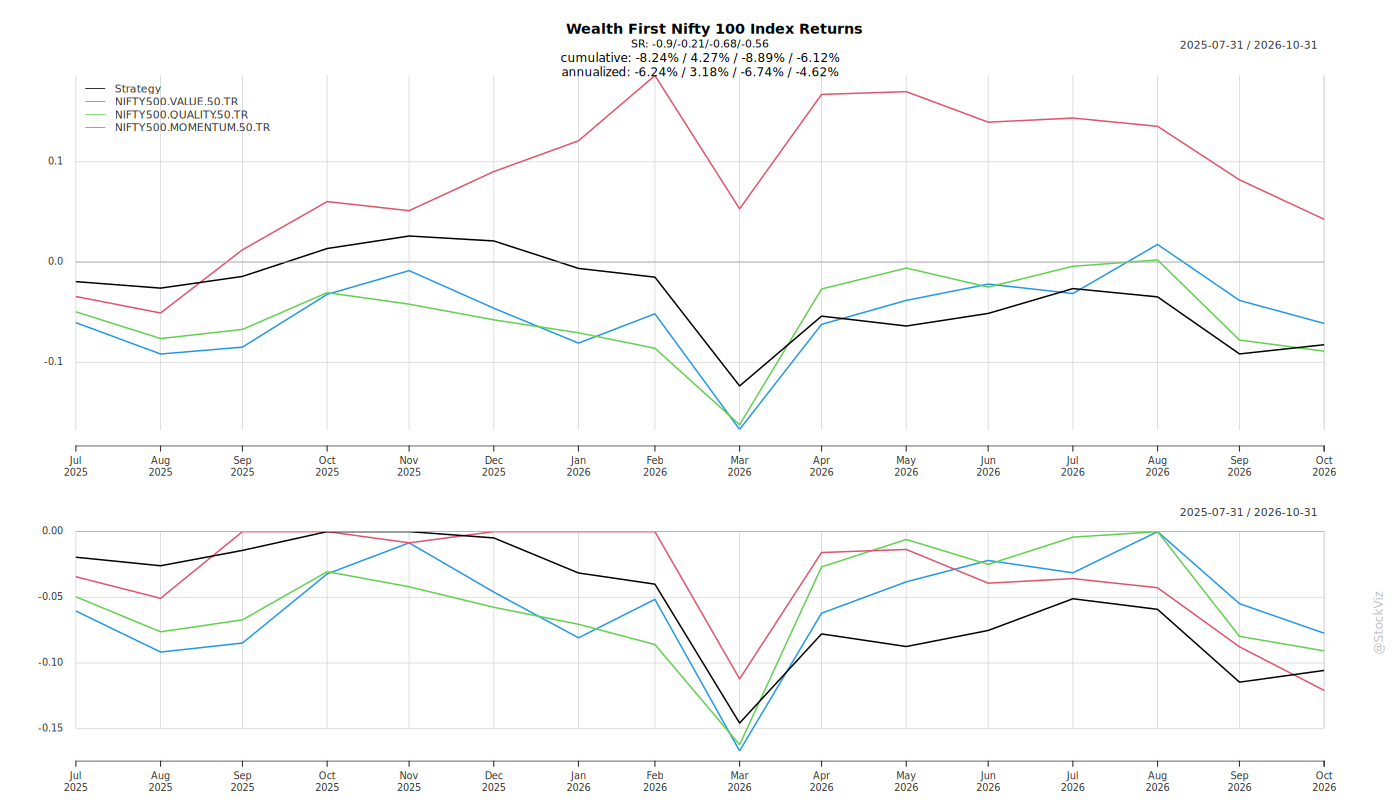 Wealth First Nifty 100 Index Returns
SR: -0.9/-0.21/-0.68/-0.56
cumulative: -8.24% / 4.27% / -8.89% / -6.12%
annualized: -6.24% / 3.18% / -6.74% / -4.62%
2025-07-31 / 2026-10-31
Strategy
NIFTY500.VALUE.50.TR
NIFTY500.QUALITY.50.TR
NIFTY500.MOMENTUM.50.TR
0.1
0.0
-0.1
Jul Aug Sep Oct Nov Dec Jan Feb Mar Apr May Jun Jul Aug Sep Oct
2025 2025 2025 2025 2025 2025 2026 2026 2026 2026 2026 2026 2026 2026 2026 2026
2025-07-31 / 2026-10-31
0.00
-0.05
-0.10
-0.15
Jul Aug Sep Oct Nov Dec Jan Feb Mar Apr May Jun Jul Aug Sep Oct
2025 2025 2025 2025 2025 2025 2026 2026 2026 2026 2026 2026 2026 2026 2026 2026
@StockViz